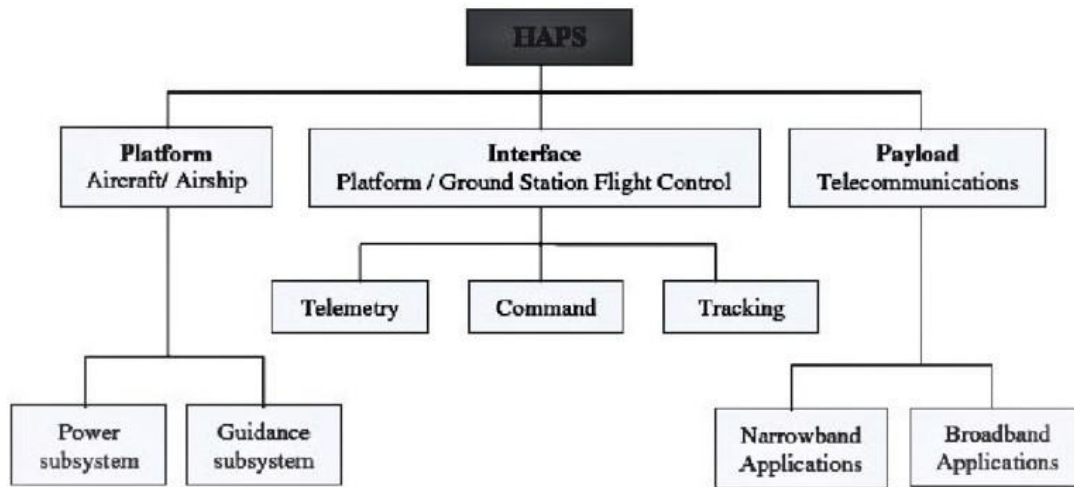 HAPS
Platform
Aircraft/ Airship
Interface
Platform / Ground Station Flight Control
Payload
Telecommunications
Telemetry
Command
Tracking
Power
subsystem
Guidance
subsystem
Narrowband
Applications
Broadband
Applications